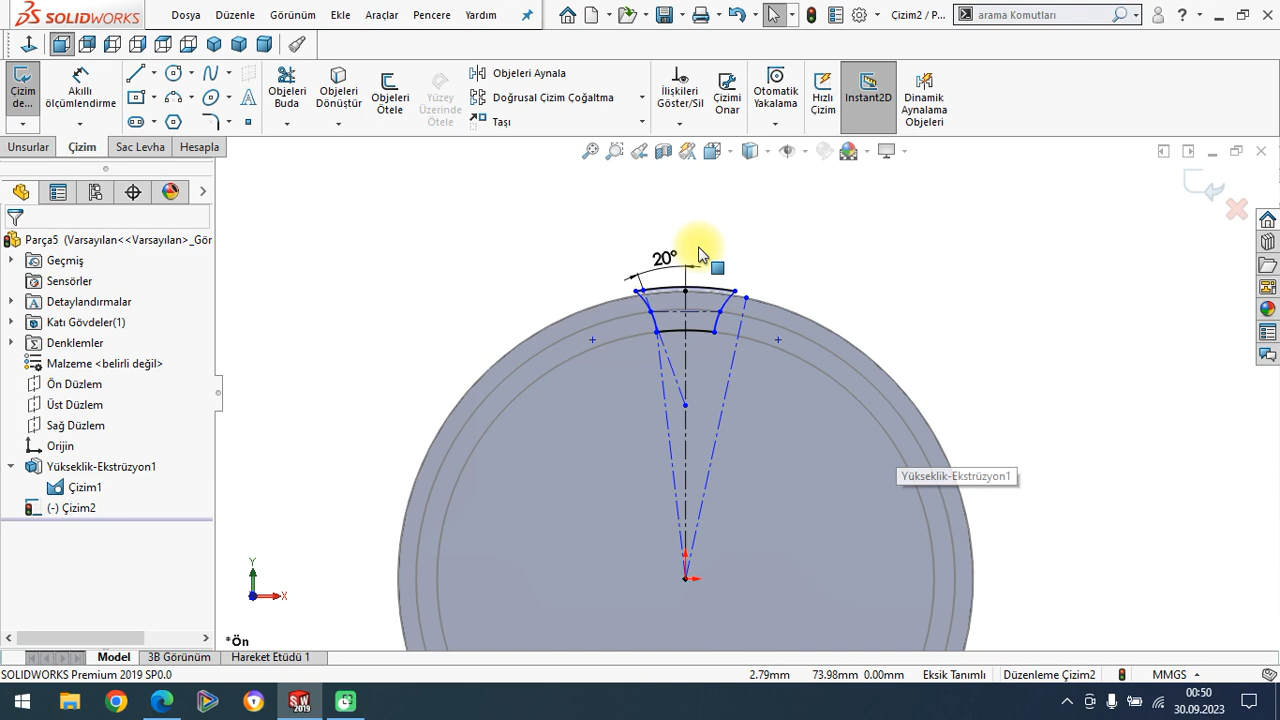 SOLIDWORKS Dosya Düzenle Görünüm Ekle Araçlar Pencere Yardım Çizim2 / P... arama Komutları ?
Çizim de... Akıllı ölçümlendirme Objeleri Buda Objeleri Dönüştür Objeleri Ötele Yüzey Üzerinde Ötele Objeleri Aynala Doğrusal Çizim Çoğaltma Taşı İlişkileri Göster/Sil Çizimi Onar Otomatik Yakalama Hızlı Çizim Instant2D Dinamik Aynalama Objeleri
Unsurlar Çizim Sac Levha Hesapla
Parça5 (Varsayılan<<Varsayılan>_Gör
Geçmiş
Sensörler
Detaylandırmalar
Katı Gövdeler(1)
Denklemler
Malzeme <belirli değil>
Ön Düzlem
Üst Düzlem
Sağ Düzlem
Orijin
Yükseklik-Ekstrüzyon1
Çizim1
(-) Çizim2
20°
Yükseklik-Ekstrüzyon1
Y
X
*Ön
Model 3B Görünüm Hareket Etüdü 1
SOLIDWORKS Premium 2019 SP0.0 2.79mm 73.98mm 0.00mm Eksik Tanımlı Düzenleme Çizim2 MMGS
SW 2019 00:50
30.09.2023